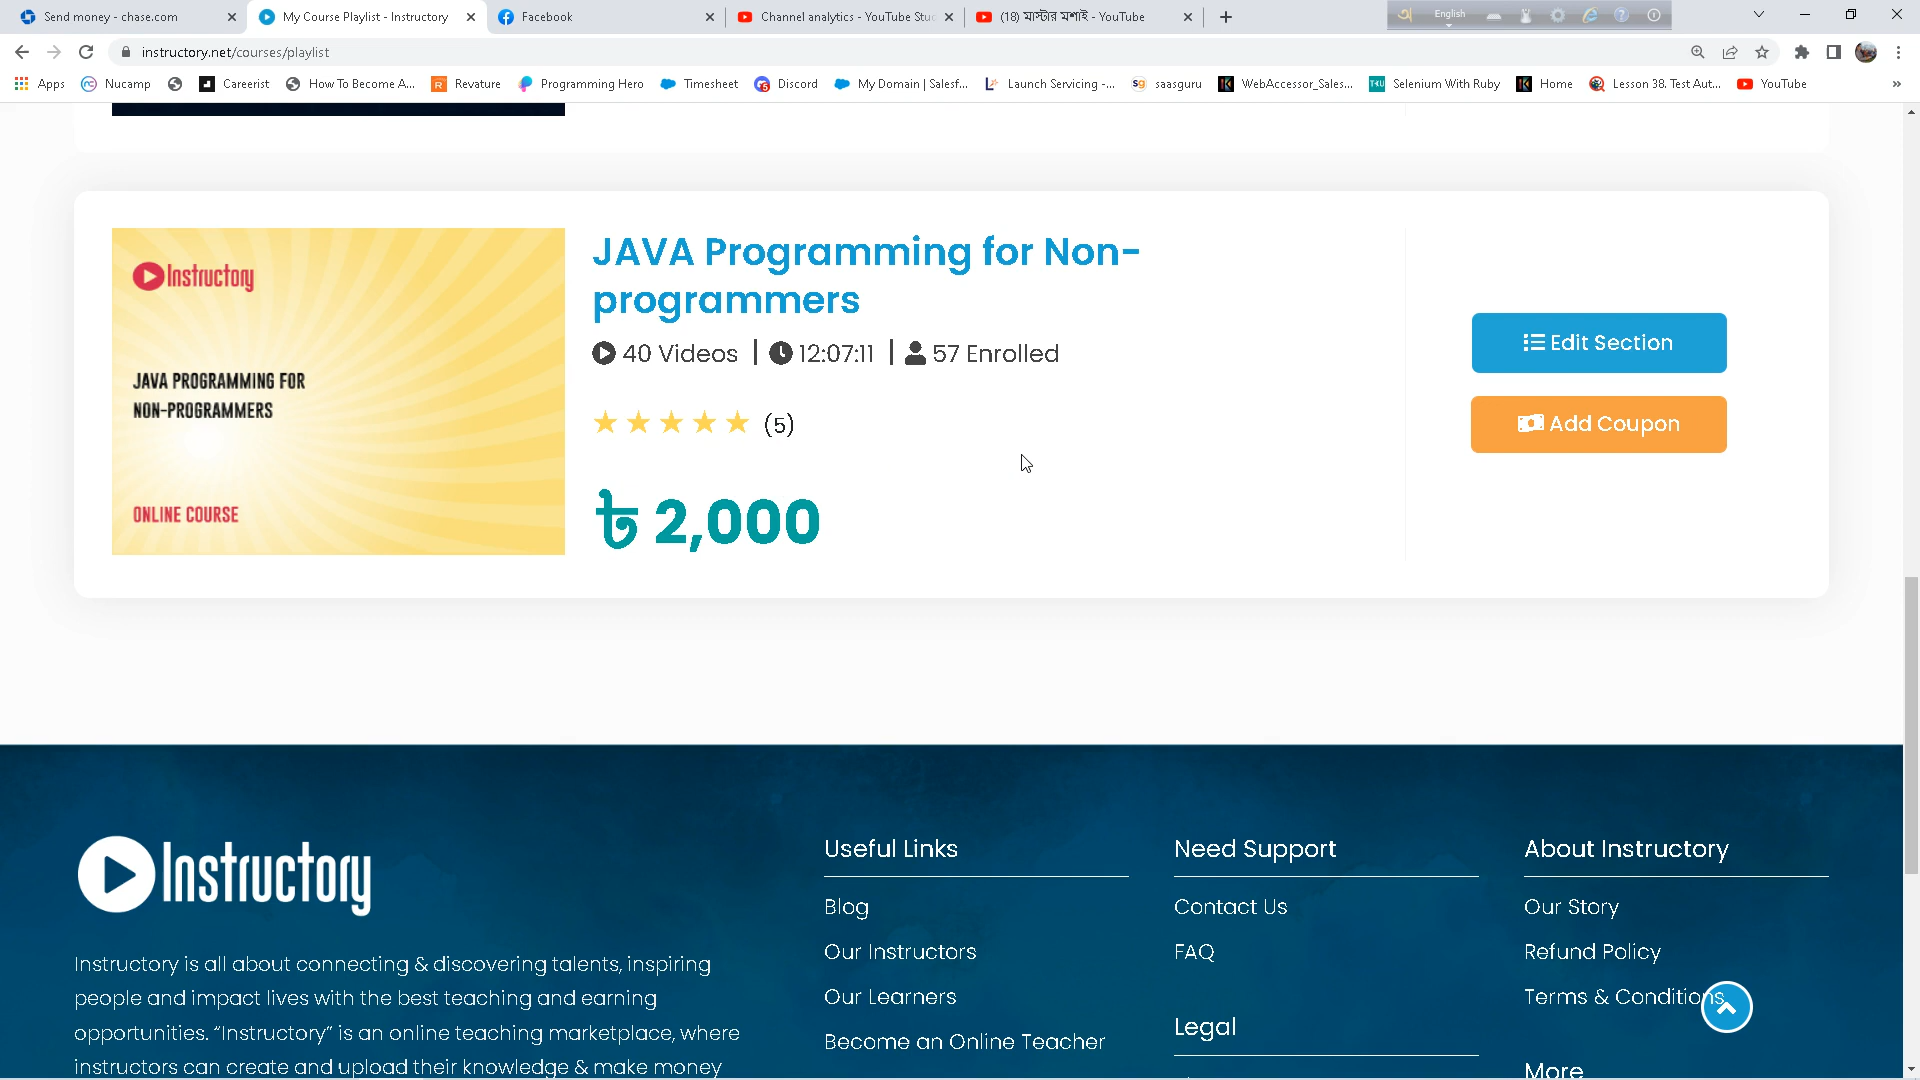 Send money - chase.com
My Course Playlist - Instructory
Facebook
Channel analytics - YouTube Stuc
(18) মাস্টার মশাই - YouTube
English
instructory.net/courses/playlist
Apps
Nucamp
Careerist
How To Become A...
Revature
Programming Hero
Timesheet
Discord
My Domain | Salesf...
Launch Servicing -...
saasguru
WebAccessor_Sales...
Selenium With Ruby
Home
Lesson 38. Test Aut...
YouTube
Instructory
JAVA PROGRAMMING FOR
NON-PROGRAMMERS
ONLINE COURSE
JAVA Programming for Non-
programmers
40 Videos | 12:07:11 | 57 Enrolled
(5)
৳ 2,000
Edit Section
Add Coupon
Instructory
Instructory is all about connecting & discovering talents, inspiring
people and impact lives with the best teaching and earning
opportunities. “Instructory” is an online teaching marketplace, where
instructors can create and upload their knowledge & make money
Useful Links
Blog
Our Instructors
Our Learners
Become an Online Teacher
Need Support
Contact Us
FAQ
Legal
About Instructory
Our Story
Refund Policy
Terms & Conditions
More